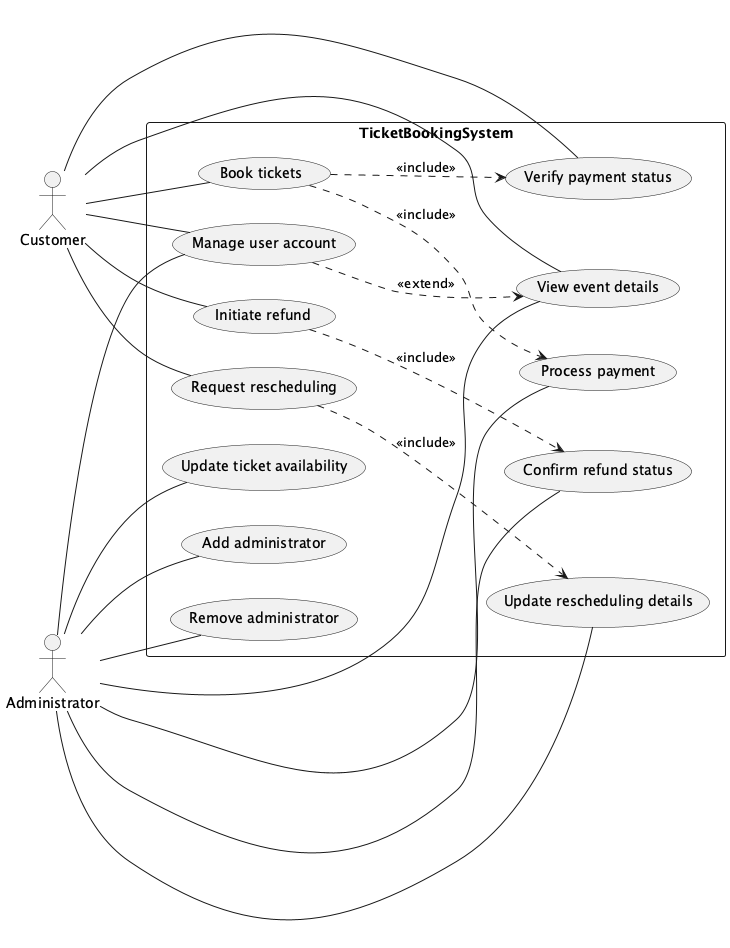 TicketBookingSystem
Book tickets
«include»
Verify payment status
«include»
Customer
Manage user account
«extend»
View event details
Initiate refund
«include»
Process payment
Request rescheduling
«include»
Update ticket availability
Confirm refund status
Add administrator
Update rescheduling details
Remove administrator
Administrator